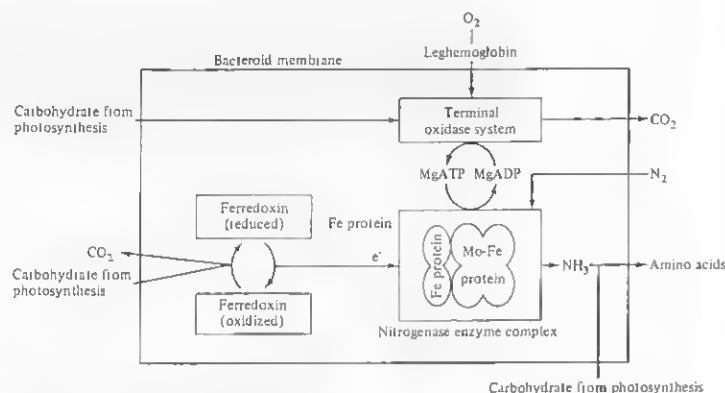 O2
Leghemoglobin
Bacteroid membrane
Carbohydrate from
photosynthesis
Terminal
oxidase system
CO2
MgATP MgADP
N2
Ferredoxin
(reduced)
Fe protein
CO2
Carbohydrate from
photosynthesis
e-
Fe protein
Mo-Fe
protein
NH3
Amino acids
Ferredoxin
(oxidized)
Nitrogenase enzyme complex
Carbohydrate from photosynthesis